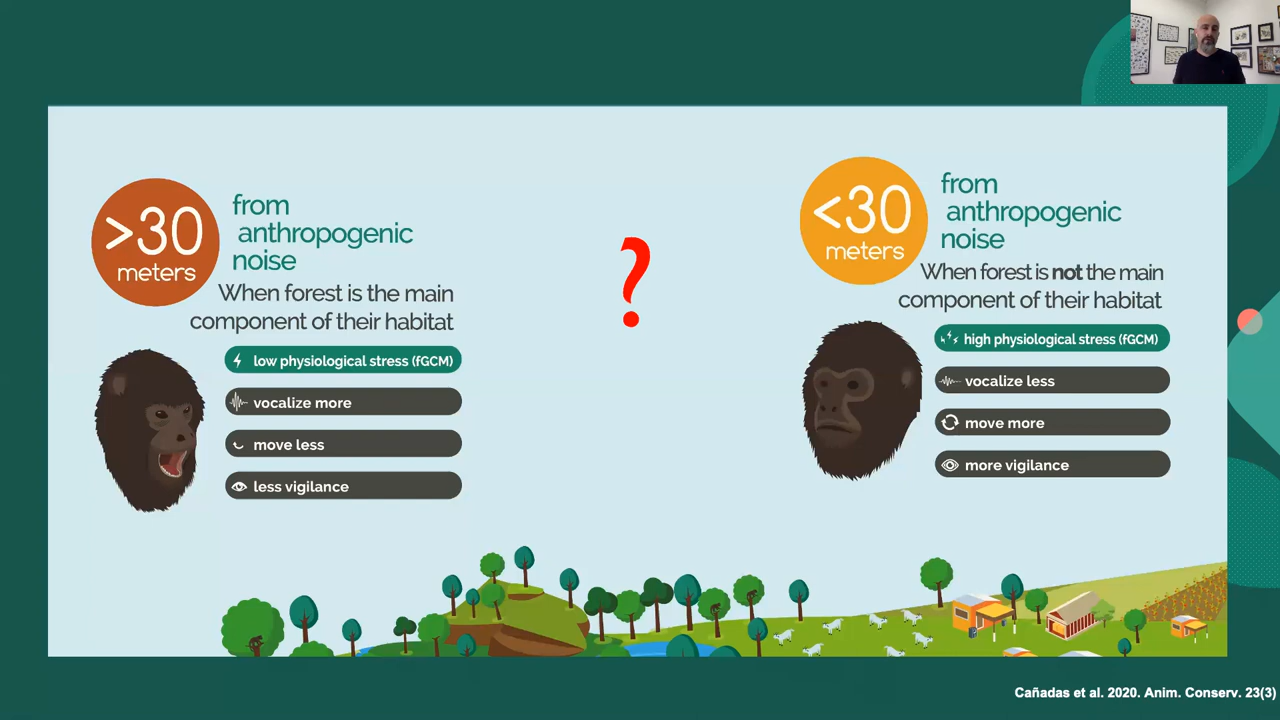 >30
meters
from
anthropogenic
noise
When forest is the main
component of their habitat
low physiological stress (fGCM)
vocalize more
move less
less vigilance
?
<30
meters
from
anthropogenic
noise
When forest is not the main
component of their habitat
high physiological stress (fGCM)
vocalize less
move more
more vigilance
Cañadas et al. 2020. Anim. Conserv. 23(3)